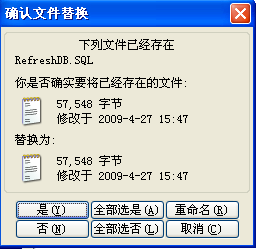 确认文件替换
下列文件已经存在
RefreshDB.SQL
你是否确实要将已经存在的文件:
57,548 字节
修改于 2009-4-27 15:47
替换为:
57,548 字节
修改于 2009-4-27 15:47
是(Y) 全部选是(A) 重命名(R)
否(N) 全部选否(L) 取消(C)